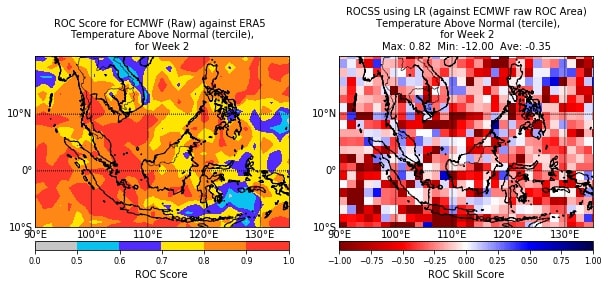 ROC Score for ECMWF (Raw) against ERA5
Temperature Above Normal (tercile),
for Week 2
10°N
0°
10°S
90°E 100°E 110°E 120°E 130°E
0.0 0.5 0.6 0.7 0.8 0.9 1.0
ROC Score
ROCSS using LR (against ECMWF raw ROC Area)
Temperature Above Normal (tercile),
for Week 2
Max: 0.82 Min: -12.00 Ave: -0.35
10°N
0°
10°S
90°E 100°E 110°E 120°E 130°E
−1.00 −0.75 −0.50 −0.25 0.00 0.25 0.50 0.75 1.00
ROC Skill Score